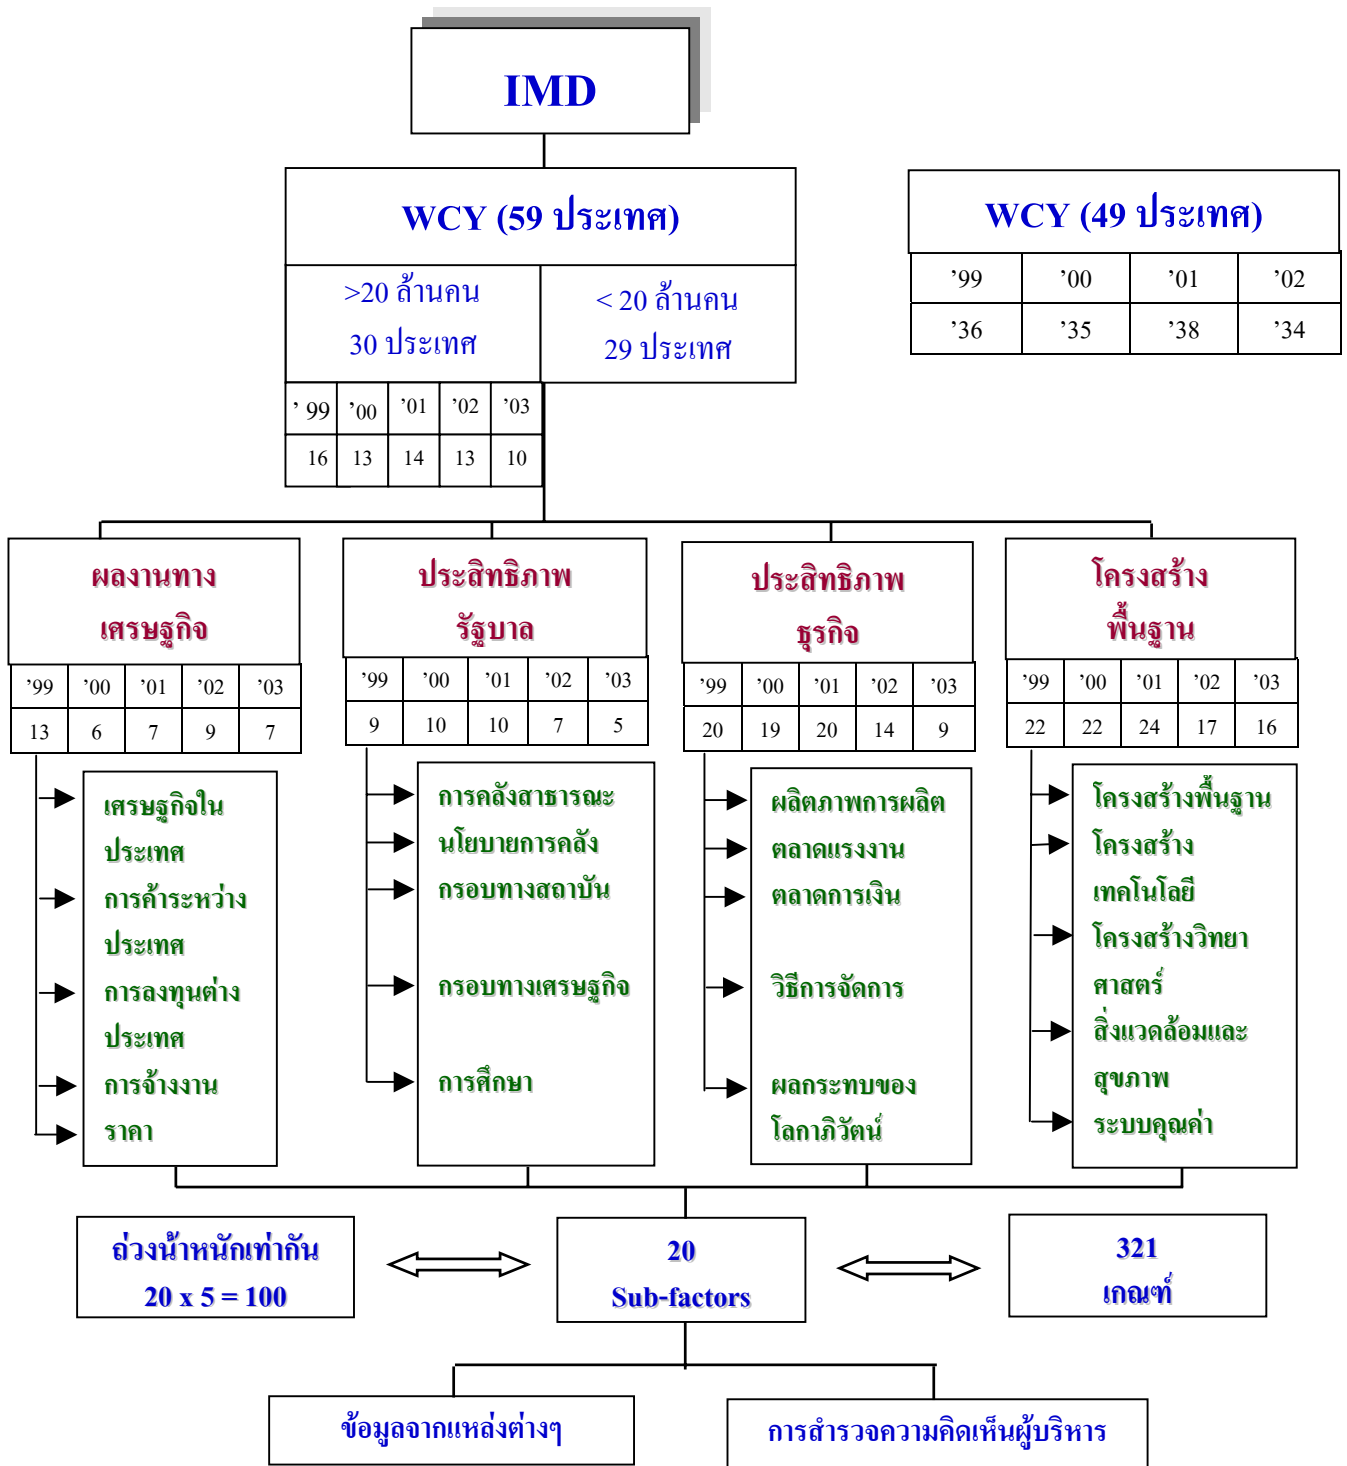 IMD
WCY (59 ประเทศ)
>20 ล้านคน
30 ประเทศ
< 20 ล้านคน
29 ประเทศ
’ 99 ’00 ’01 ’02 ’03
16 13 14 13 10
WCY (49 ประเทศ)
’99 ’00 ’01 ’02
’36 ’35 ’38 ’34
ผลงานทาง
เศรษฐกิจ
’99 ’00 ’01 ’02 ’03
13 6 7 9 7
เศรษฐกิจใน
ประเทศ
การค้าระหว่าง
ประเทศ
การลงทุนต่าง
ประเทศ
การจ้างงาน
ราคา
ประสิทธิภาพ
รัฐบาล
’99 ’00 ’01 ’02 ’03
9 10 10 7 5
การคลังสาธารณะ
นโยบายการคลัง
กรอบทางสถาบัน
กรอบทางเศรษฐกิจ
การศึกษา
ประสิทธิภาพ
ธุรกิจ
’99 ’00 ’01 ’02 ’03
20 19 20 14 9
ผลิตภาพการผลิต
ตลาดแรงงาน
ตลาดการเงิน
วิธีการจัดการ
ผลกระทบของ
โลกาภิวัตน์
โครงสร้าง
พื้นฐาน
’99 ’00 ’01 ’02 ’03
22 22 24 17 16
โครงสร้างพื้นฐาน
โครงสร้าง
เทคโนโลยี
โครงสร้างวิทยา
ศาสตร์
สิ่งแวดล้อมและ
สุขภาพ
ระบบคุณค่า
ถ่วงน้ำหนักเท่ากัน
20 x 5 = 100
20
Sub-factors
321
เกณฑ์
ข้อมูลจากแหล่งต่างๆ
การสำรวจความคิดเห็นผู้บริหาร